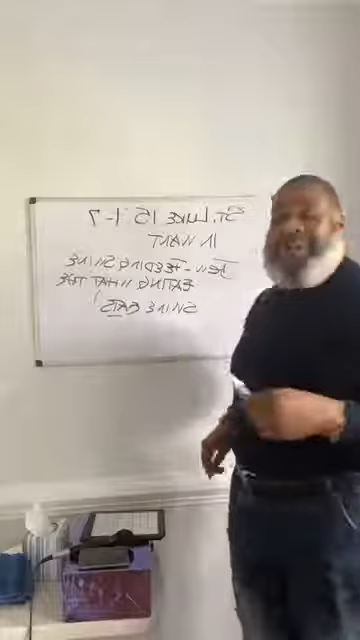 ST. LUKE 15:1-7
IN WANT
JEW - FEEDING SWINE
EATING WHAT THE
SWINE EATS